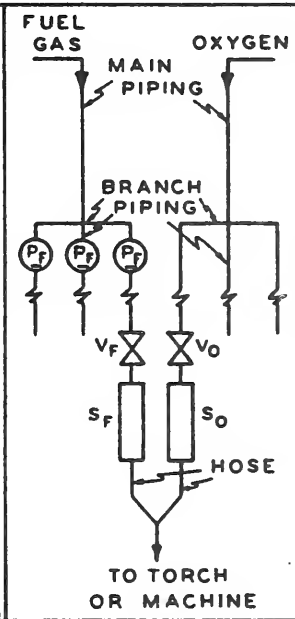 FUEL
GAS
OXYGEN
MAIN
PIPING
BRANCH
PIPING
PF PF PF
VF VO
SF SO
HOSE
TO TORCH
OR MACHINE